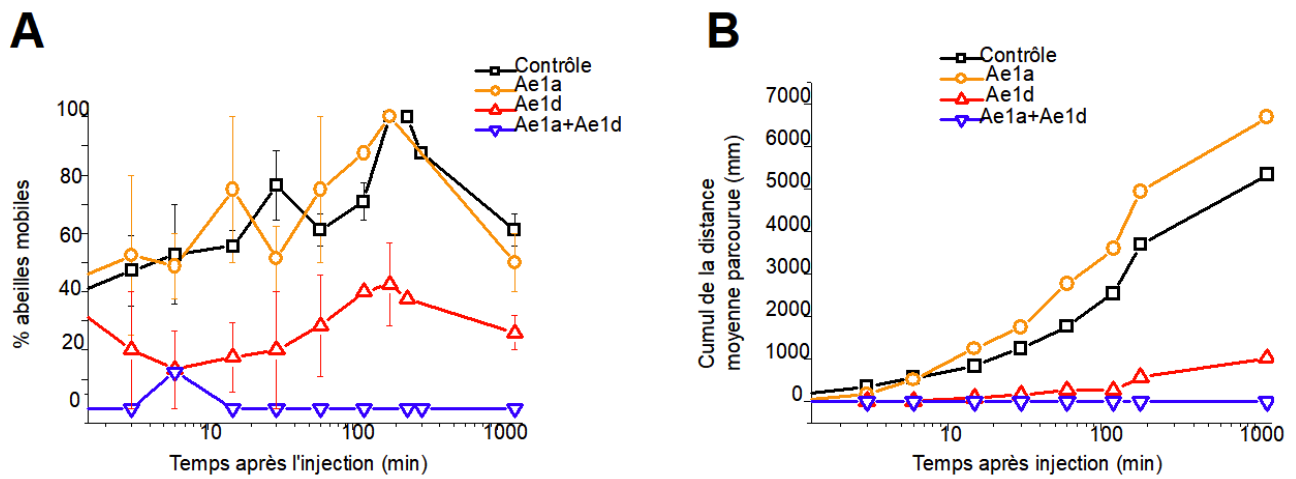 A
Contrôle
Ae1a
Ae1d
Ae1a+Ae1d
100
80
60
40
20
0
% abeilles mobiles
10
100
1000
Temps après l'injection (min)
B
Contrôle
Ae1a
Ae1d
Ae1a+Ae1d
7000
6000
5000
4000
3000
2000
1000
0
Cumul de la distance
moyenne parcourue (mm)
10
100
1000
Temps après injection (min)